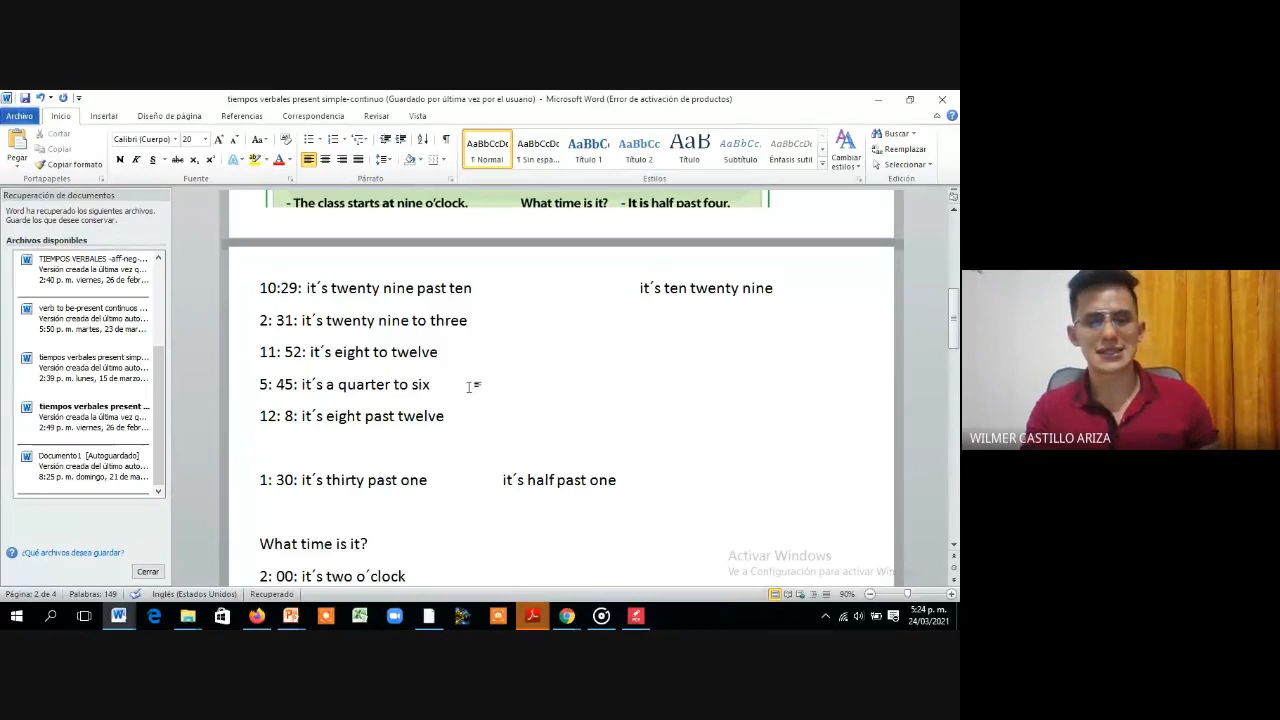 tiempos verbales present simple-continuo (Guardado por última vez por el usuario) - Microsoft Word (Error de activación de productos)
Archivo Inicio Insertar Diseño de página Referencias Correspondencia Revisar Vista
Pegar
Cortar
Copiar
Copiar formato
Portapapeles
Calibri (Cuerpo) 20
Fuente
Párrafo
AaBbCcDc AaBbCcDc AaBbC AaBbCc AaB AaBbCc. AaBbCcDc
¶ Normal ¶ Sin espa... Título 1 Título 2 Título Subtítulo Énfasis sutil
Estilos
Cambiar
estilos
Buscar
Reemplazar
Seleccionar
Edición
Recuperación de documentos
Word ha recuperado los siguientes archivos.
Guarde los que desee conservar.
Archivos disponibles
TIEMPOS VERBALES -aff-neg-...
Versión creada la última vez q...
2:40 p. m. viernes, 26 de febr...
verb to be-present continuos ...
Versión creada del último auto...
5:50 p. m. martes, 23 de mar...
tiempos verbales present simp...
Versión creada del último auto...
2:39 p. m. lunes, 15 de marzo...
tiempos verbales present ...
Versión creada la última vez q...
2:49 p. m. viernes, 26 de febr...
Documento1 [Autoguardado]
Versión creada del último auto...
8:25 p. m. domingo, 21 de ma...
¿Qué archivos desea guardar?
Cerrar
- The class starts at nine o'clock. What time is it? - It is half past four.
10:29: it´s twenty nine past ten it´s ten twenty nine
2: 31: it´s twenty nine to three
11: 52: it´s eight to twelve
5: 45: it´s a quarter to six
12: 8: it´s eight past twelve
1: 30: it´s thirty past one it´s half past one
What time is it?
2: 00: it´s two o´clock
Activar Windows
Ve a Configuración para activar Win
Página: 2 de 4 Palabras: 149 Inglés (Estados Unidos) Recuperado 90%
5:24 p. m.
24/03/2021
WILMER CASTILLO ARIZA